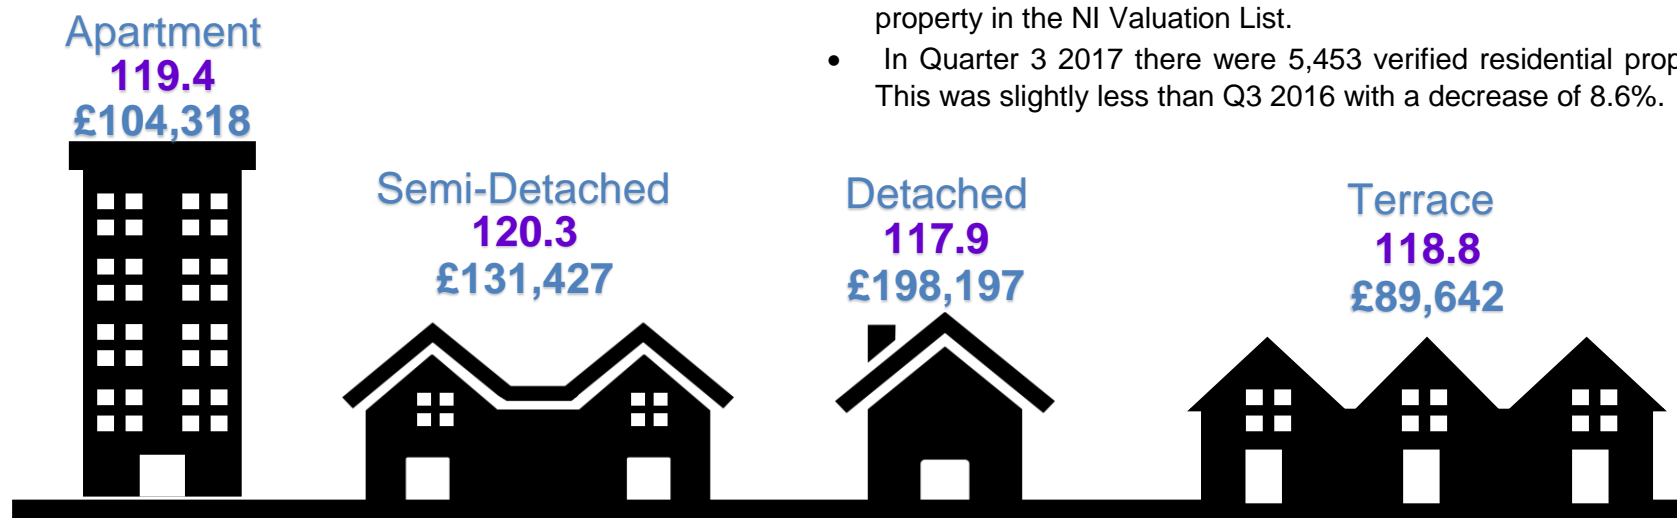 property in the NI Valuation List.
• In Quarter 3 2017 there were 5,453 verified residential
This was slightly less than Q3 2016 with a decrease of 8.6%.
Apartment
119.4
£104,318
Semi-Detached
120.3
£131,427
Detached
117.9
£198,197
Terrace
118.8
£89,642